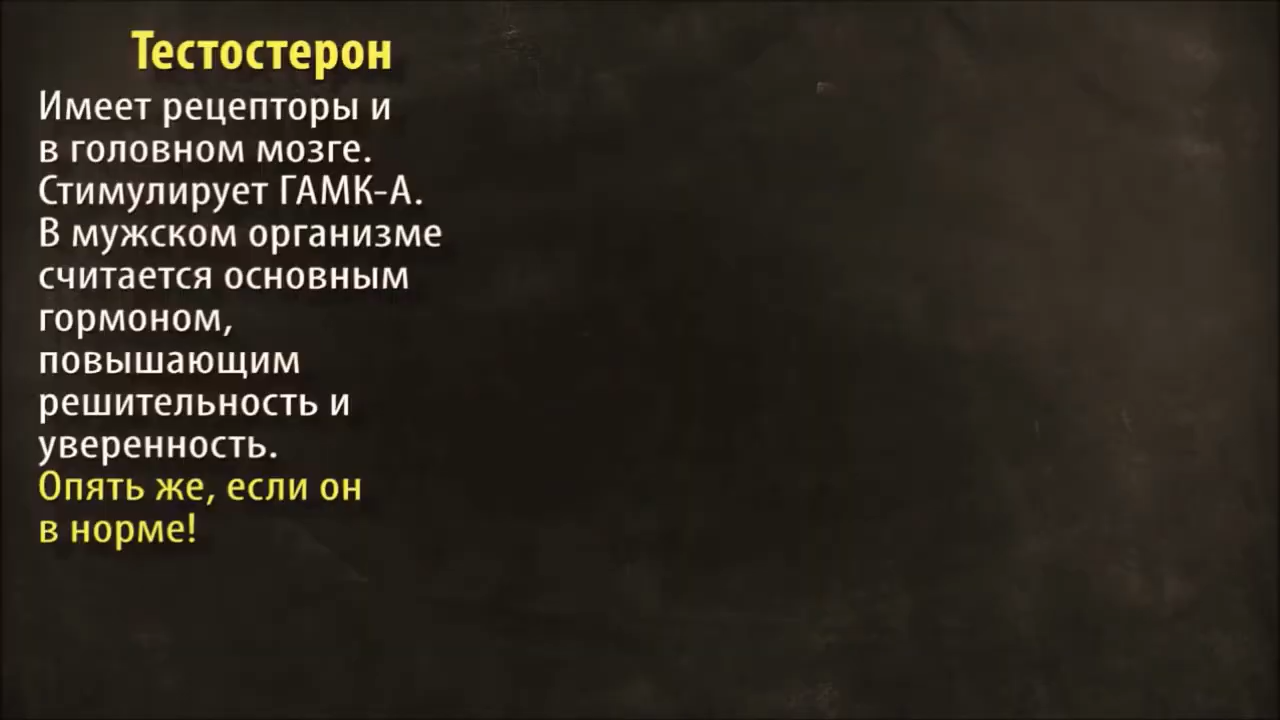 Тестостерон
Имеет рецепторы и
в головном мозге.
Стимулирует ГАМК-А.
В мужском организме
считается основным
гормоном,
повышающим
решительность и
уверенность.
Опять же, если он
в норме!